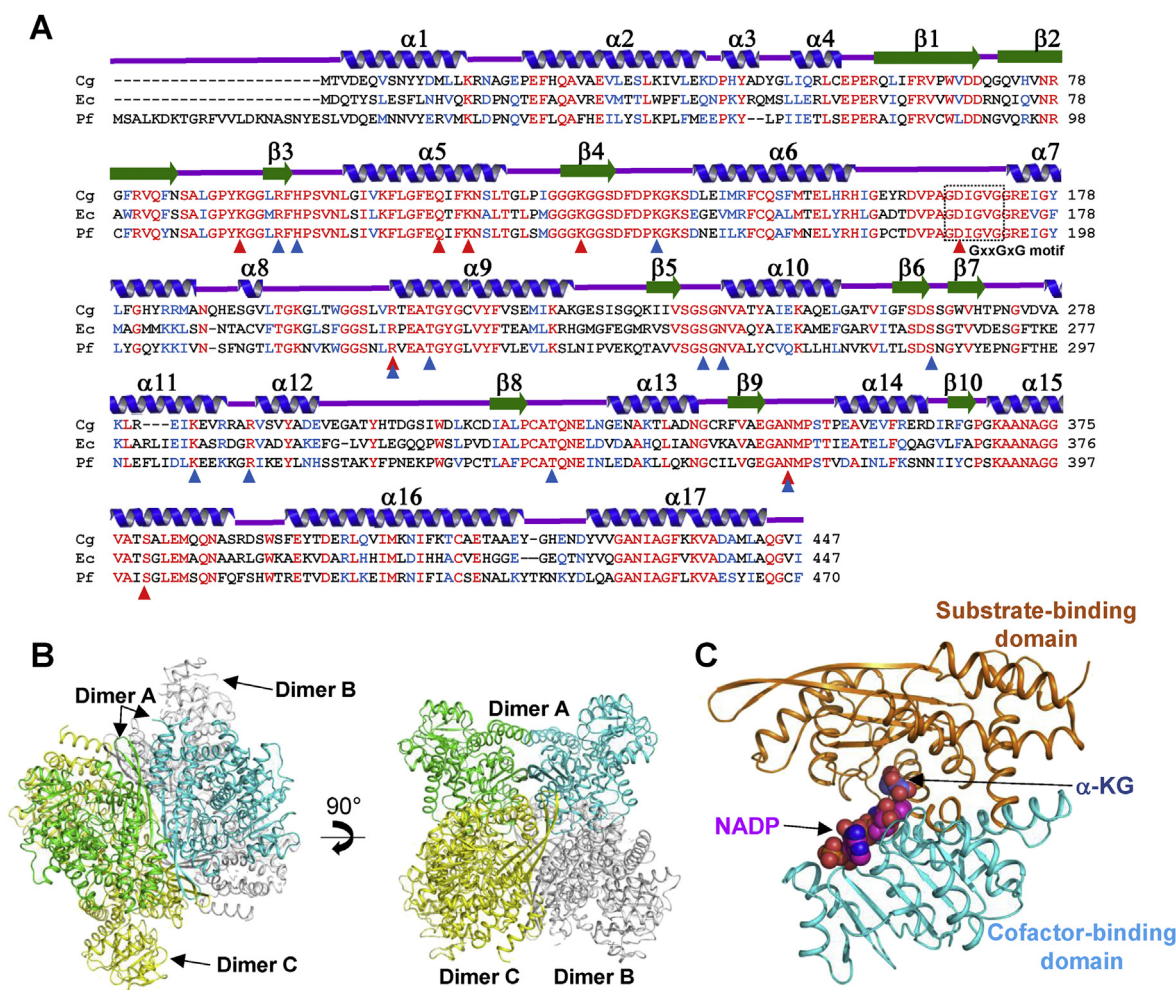 A
α1 α2 α3 α4 β1 β2
Cg ------------------- MTVDEQVSNYYDMLLKRNAGEPEFHQAVAEVLESLKIVLEKDPHYADYGLIQRLCEPERQLIFRVPWVDDQGQVHVNR 78
Ec ------------------- MDQTYSLESFLNHVQKRDPNQTEFAQAVREVMTTLWPFLEQNPKYRQMSLLERLVEPERVIQFRVVWVDDRNQIQVNR 78
Pf MSALKDKTGRFVVLDKNASNYESLVDQEMNNVYERVMKLDPNQVEFLQAFHEILYSLKPLFMEEPKY--LPIIETLSEPERAIQFRVCWLDDNGVQRKNR 98
β3 α5 β4 α6 α7
Cg GFRVQFNSALGPYKGGLRFHPSVNLGIVKFLGFEQIFKNSLTGLPIGGGKGGSDFDPKGKSDLEIMRFCQSFMTELHRHIGEYRDVPAGDIGVGGREIGY 178
Ec AWRVQFSSAIGPYKGGLRFHPSVNLSILKFLGFEQTFKNALTTLPMGGGKGGSDFDPKGKSEGEVMRFCQALMTELYRHLGADTDVPAGDIGVGGREVGF 178
Pf CFRVQYNSALGPYKGGLRFHPSVNLSIVKFLGFEQIFKNSLTGLSMGGGKGGSDFDPKGKSDNEILKFCQAFMNELYRHIGPCTDVPAGDIGVGGREIGY 198
GxxGxG motif
α8 α9 β5 α10 β6 β7
Cg LFGHYRRMANQHESGVLTGKGLTWGGSLVRTEATGYGCVYFVSEMIKAKGESISGQKIIVSGSGNVATYAIEKAQELGATVIGFSDSSGWVHTPNGVDVA 278
Ec MAGMMKKLSN-NTACVFTGKGLSFGGSLIRPEATGYGLVYFTEAMLKRHGMGFEGMRVSVSGSGNVAQYAIEKAMEFGARVITASDSSGTVVDESGFTKE 277
Pf LYGQYKKIVN-SFNGTLTGKNVKWGGSNLRVEATGYGLVYFVLEVLKSLNIPVEKQTAVVSGSGNVALYCVQKLLHLNVKVLTLSDSNGYVYEPNGFTHE 297
α11 α12 β8 α13 β9 α14 β10 α15
Cg KLR---EIKEVRRARVSVYADEVEGATYHTDGSIWDLKCDIALPCATQNELNGENAKTLADNGCRFVAEGANMPSTPEAVEVFRERDIRFGPGKAANAGG 375
Ec KLARLIEIKASRDGRVADYAKEFG-LVYLEGQQPWSLPVDIALPCATQNELDVDAAHQLIANGVKAVAEGANMPTTIEATELFQQAGVLFAPGKAANAGG 376
Pf NLEFLIDLKEEKKGRIKEYLNHSSTAKYFPNEKPWGVPCTLAFPCATQNEINLEDAKLLQKNGCILVGEGANMPSTVDAINLFKSNNIIYCPSKAANAGG 397
α16 α17
Cg VATSALEMQQNASRDSWSFEYTDERLQVIMKNIFKTCAETAAEY-GHENDYVVGANIAGFKKVADAMLAQGVI 447
Ec VATSGLEMAQNAARLGWKAEKVDARLHHIMLDIHHACVEHGGE--GEQTNYVQGANIAGFVKVADAMLAQGVI 447
Pf VAISGLEMSQNFQFSHWTRETVDEKLKEIMRNIFIACSENALKYTKNKYDLQAGANIAGFLKVAESYIEQGCF 470
B
Dimer A
Dimer B
Dimer C
90°
Dimer A
Dimer C Dimer B
C
Substrate-binding
domain
α-KG
NADP
Cofactor-binding
domain